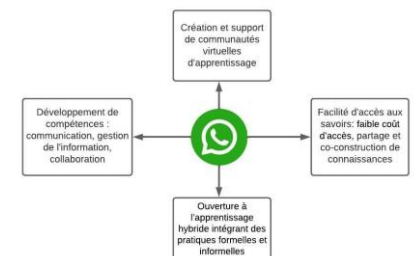 Création et support
de communautés
virtuelles
d'apprentissage
Développement de
compétences :
communication, gestion
de l'information,
collaboration
Facilité d'accès aux
savoirs: faible coût
d'accès, partage et
co-construction de
connaissances
Ouverture à
l'apprentissage
hybride intégrant des
pratiques formelles et
informelles